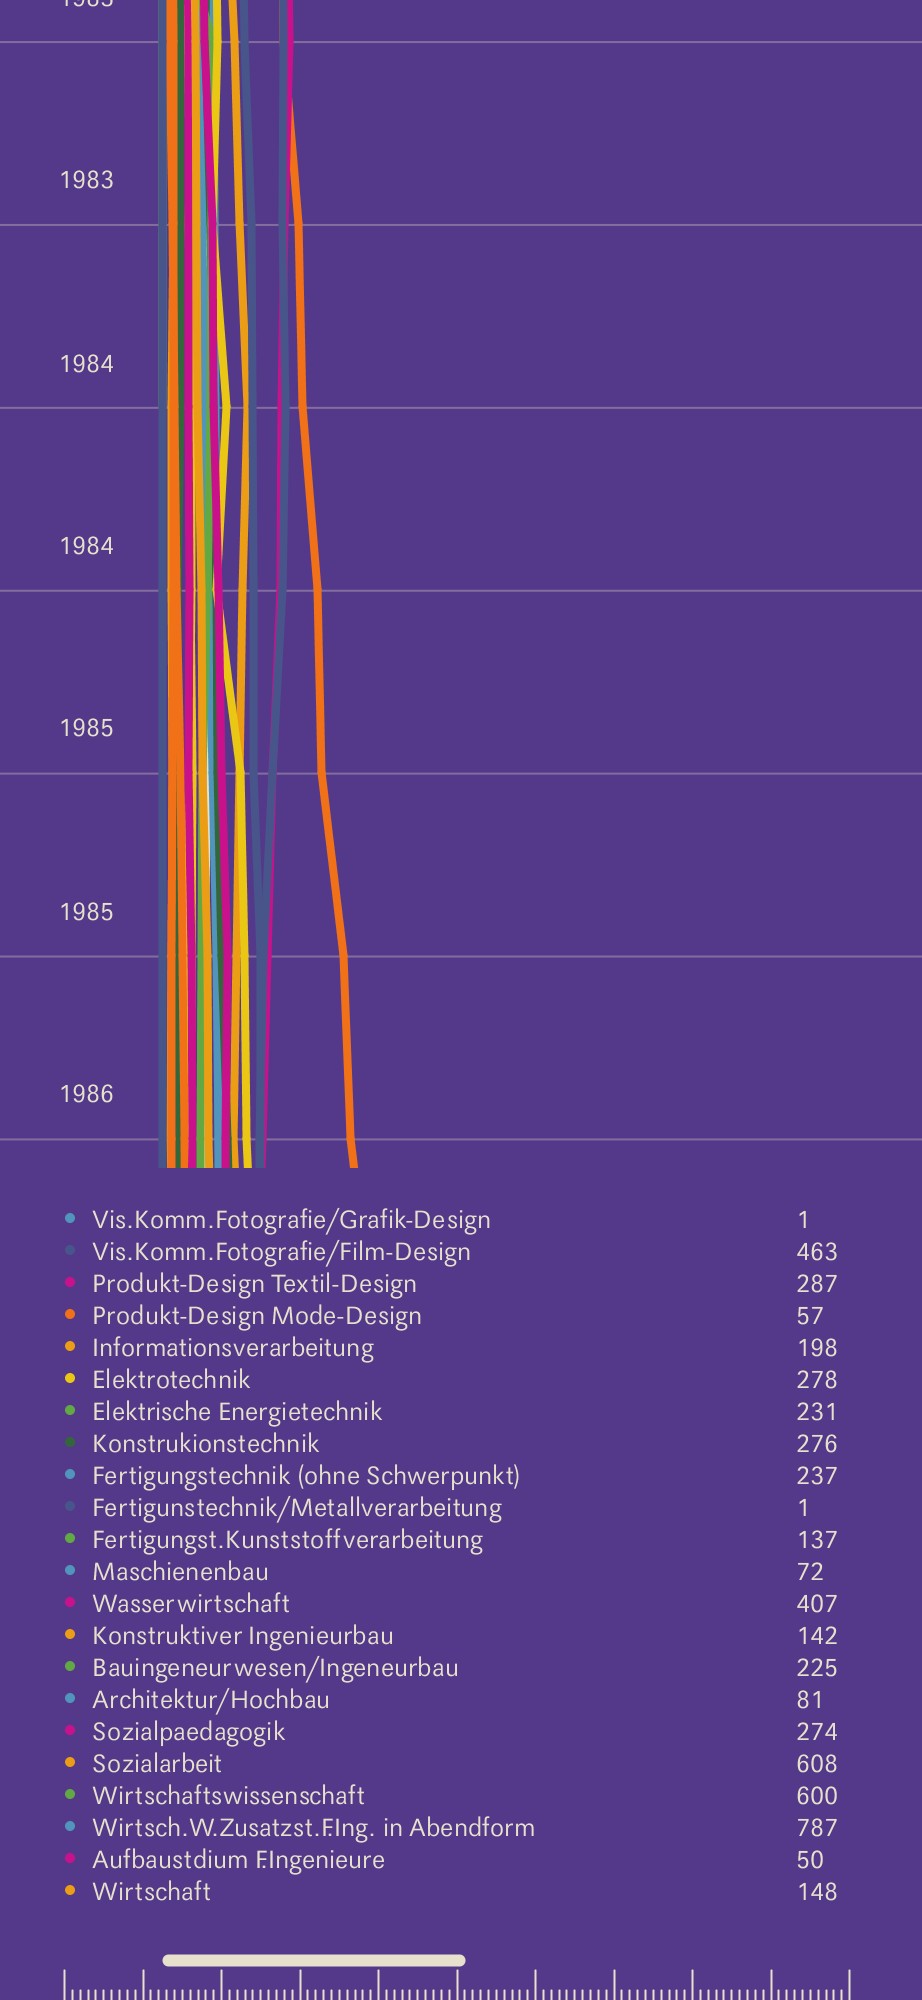 1983
1984
1984
1985
1985
1986
Vis.Komm.Fotografie/Grafik-Design 1
Vis.Komm.Fotografie/Film-Design 463
Produkt-Design Textil-Design 287
Produkt-Design Mode-Design 57
Informationsverarbeitung 198
Elektrotechnik 278
Elektrische Energietechnik 231
Konstrukionstechnik 276
Fertigungstechnik (ohne Schwerpunkt) 237
Fertigunstechnik/Metallverarbeitung 1
Fertigungst.Kunststoffverarbeitung 137
Maschienenbau 72
Wasserwirtschaft 407
Konstruktiver Ingenieurbau 142
Bauingeneurwesen/Ingeneurbau 225
Architektur/Hochbau 81
Sozialpaedagogik 274
Sozialarbeit 608
Wirtschaftswissenschaft 600
Wirtsch.W.Zusatzst.F.Ing. in Abendform 787
Aufbaustdium F.Ingenieure 50
Wirtschaft 148